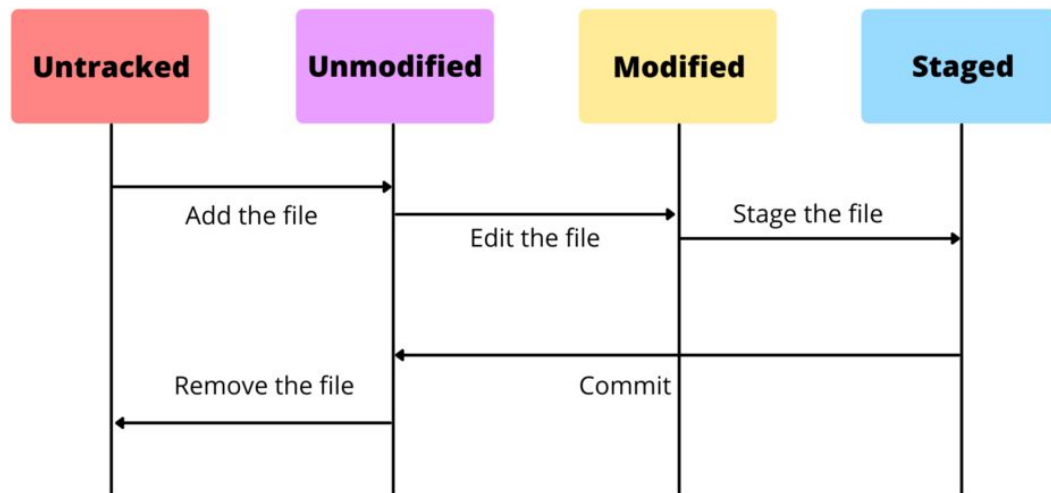 Untracked
Unmodified
Modified
Staged
Add the file
Edit the file
Stage the file
Remove the file
Commit